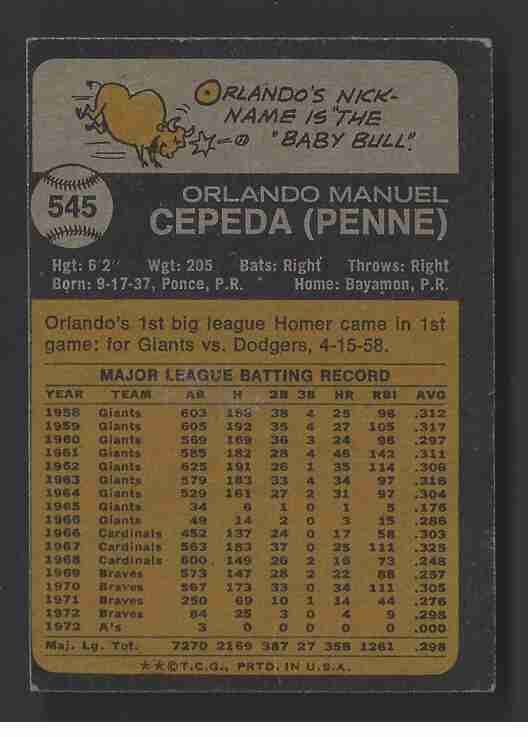 ORLANDO'S NICK-
NAME IS "THE
"BABY BULL".
545
ORLANDO MANUEL
CEPEDA (PENNE)
Hgt: 6'2" Wgt: 205 Bats: Right Throws: Right
Born: 9-17-37, Ponce, P.R. Home: Bayamon, P.R.
Orlando's 1st big league Homer came in 1st
game: for Giants vs. Dodgers, 4-15-58.
MAJOR LEAGUE BATTING RECORD
YEAR TEAM AB H 2B 3B HR RBI AVG
1958 Giants 603 188 38 4 25 96 .312
1959 Giants 605 192 35 4 27 105 .317
1960 Giants 569 169 36 3 24 96 .297
1961 Giants 585 182 28 4 46 142 .311
1962 Giants 625 191 26 1 35 114 .306
1963 Giants 579 183 33 4 34 97 .316
1964 Giants 529 161 27 2 31 97 .304
1965 Giants 34 6 1 0 1 5 .176
1966 Giants 49 14 2 0 3 15 .286
1966 Cardinals 452 137 24 0 17 58 .303
1967 Cardinals 563 183 37 0 25 111 .325
1968 Cardinals 600 149 26 2 16 73 .248
1969 Braves 573 147 28 2 22 88 .257
1970 Braves 567 173 33 0 34 111 .305
1971 Braves 250 69 10 1 14 44 .276
1972 Braves 84 25 3 0 4 9 .298
1972 A's 3 0 0 0 0 0 .000
Maj. Lg. Tot. 7270 2169 387 27 358 1261 .298
★★©T.C.G., PRTD. IN U.S.A.